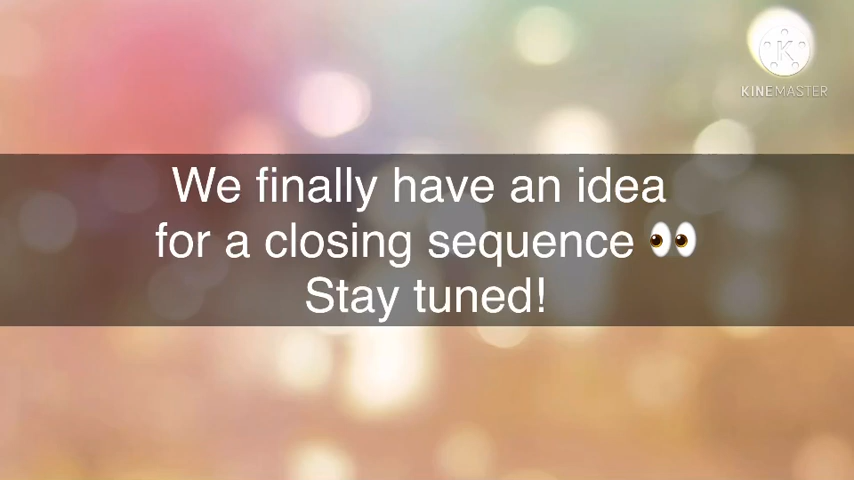 KINEMASTER
We finally have an idea
for a closing sequence 👀
Stay tuned!